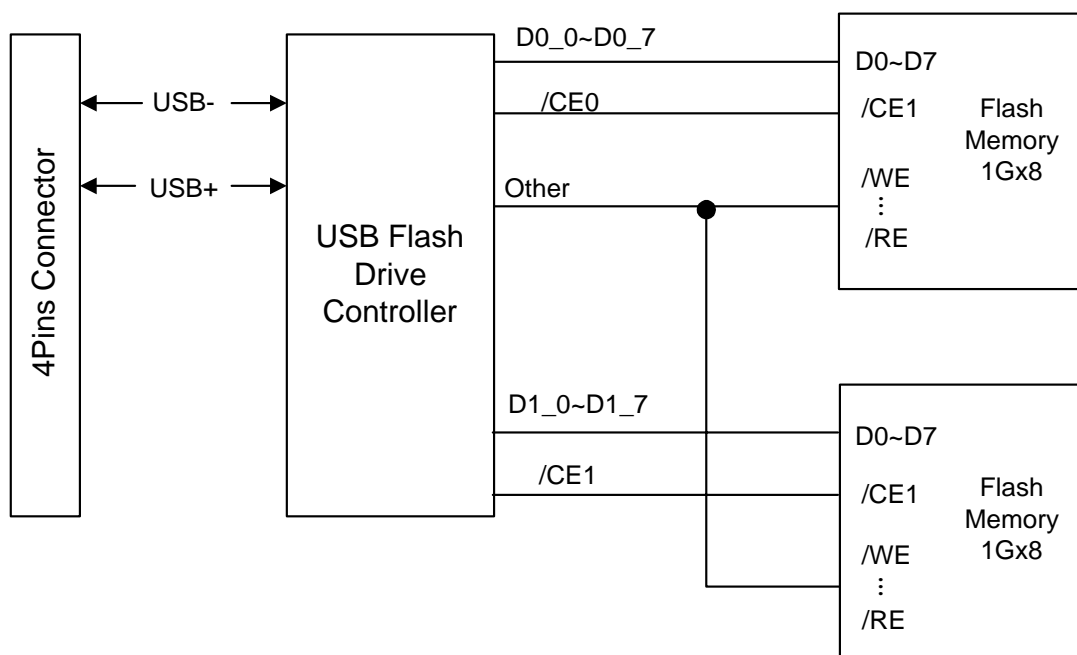 4Pins Connector
USB-
USB+
USB Flash
Drive
Controller
D0_0~D0_7
/CE0
Other
D1_0~D1_7
/CE1
D0~D7
/CE1
/WE
⋮
/RE
Flash
Memory
1Gx8
D0~D7
/CE1
/WE
⋮
/RE
Flash
Memory
1Gx8